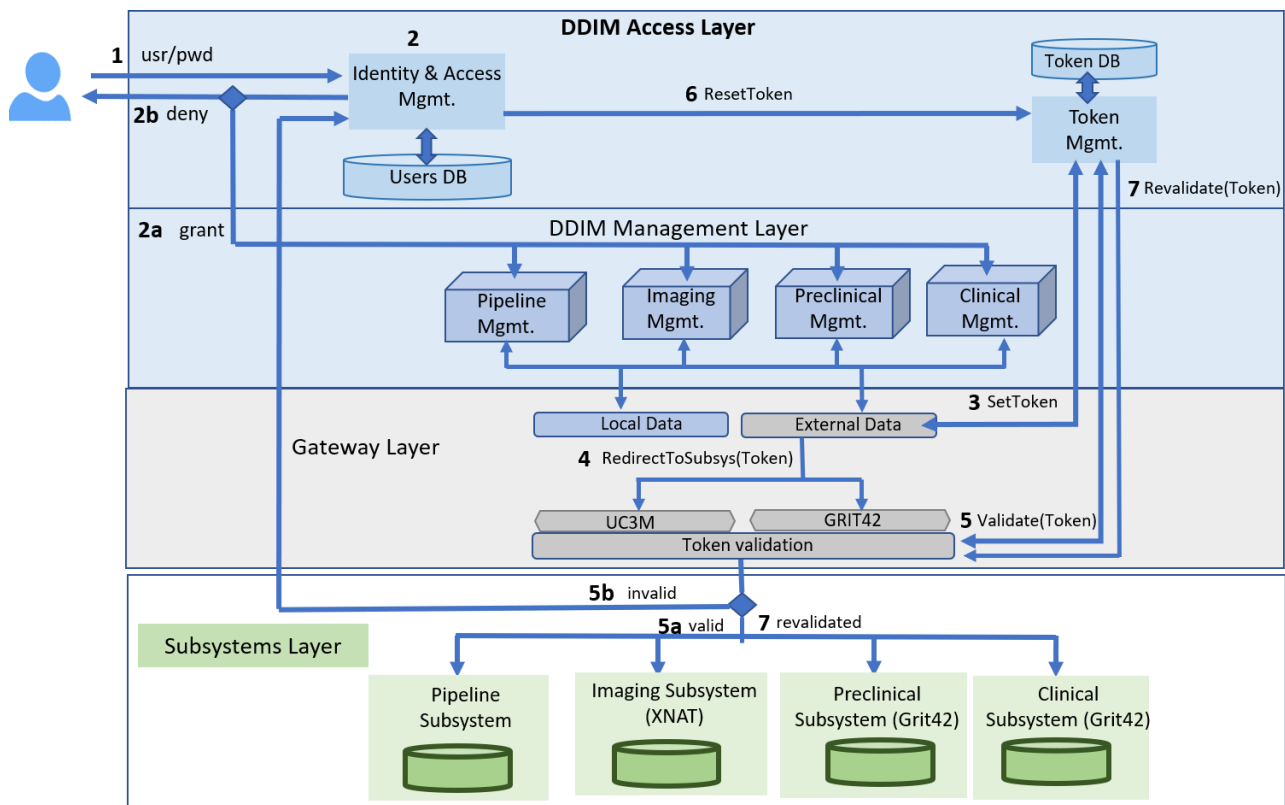 DDIM Access Layer
1 usr/pwd
2
Identity & Access
Mgmt.
2b deny
Users DB
6 ResetToken
Token DB
Token
Mgmt.
7 Revalidate(Token)
2a grant
DDIM Management Layer
Pipeline
Mgmt.
Imaging
Mgmt.
Preclinical
Mgmt.
Clinical
Mgmt.
3 SetToken
Local Data
External Data
Gateway Layer
4 RedirectToSubsys(Token)
UC3M
GRIT42
5 Validate(Token)
Token validation
5b invalid
5a valid
7 revalidated
Subsystems Layer
Pipeline
Subsystem
Imaging Subsystem
(XNAT)
Preclinical
Subsystem (Grit42)
Clinical
Subsystem (Grit42)